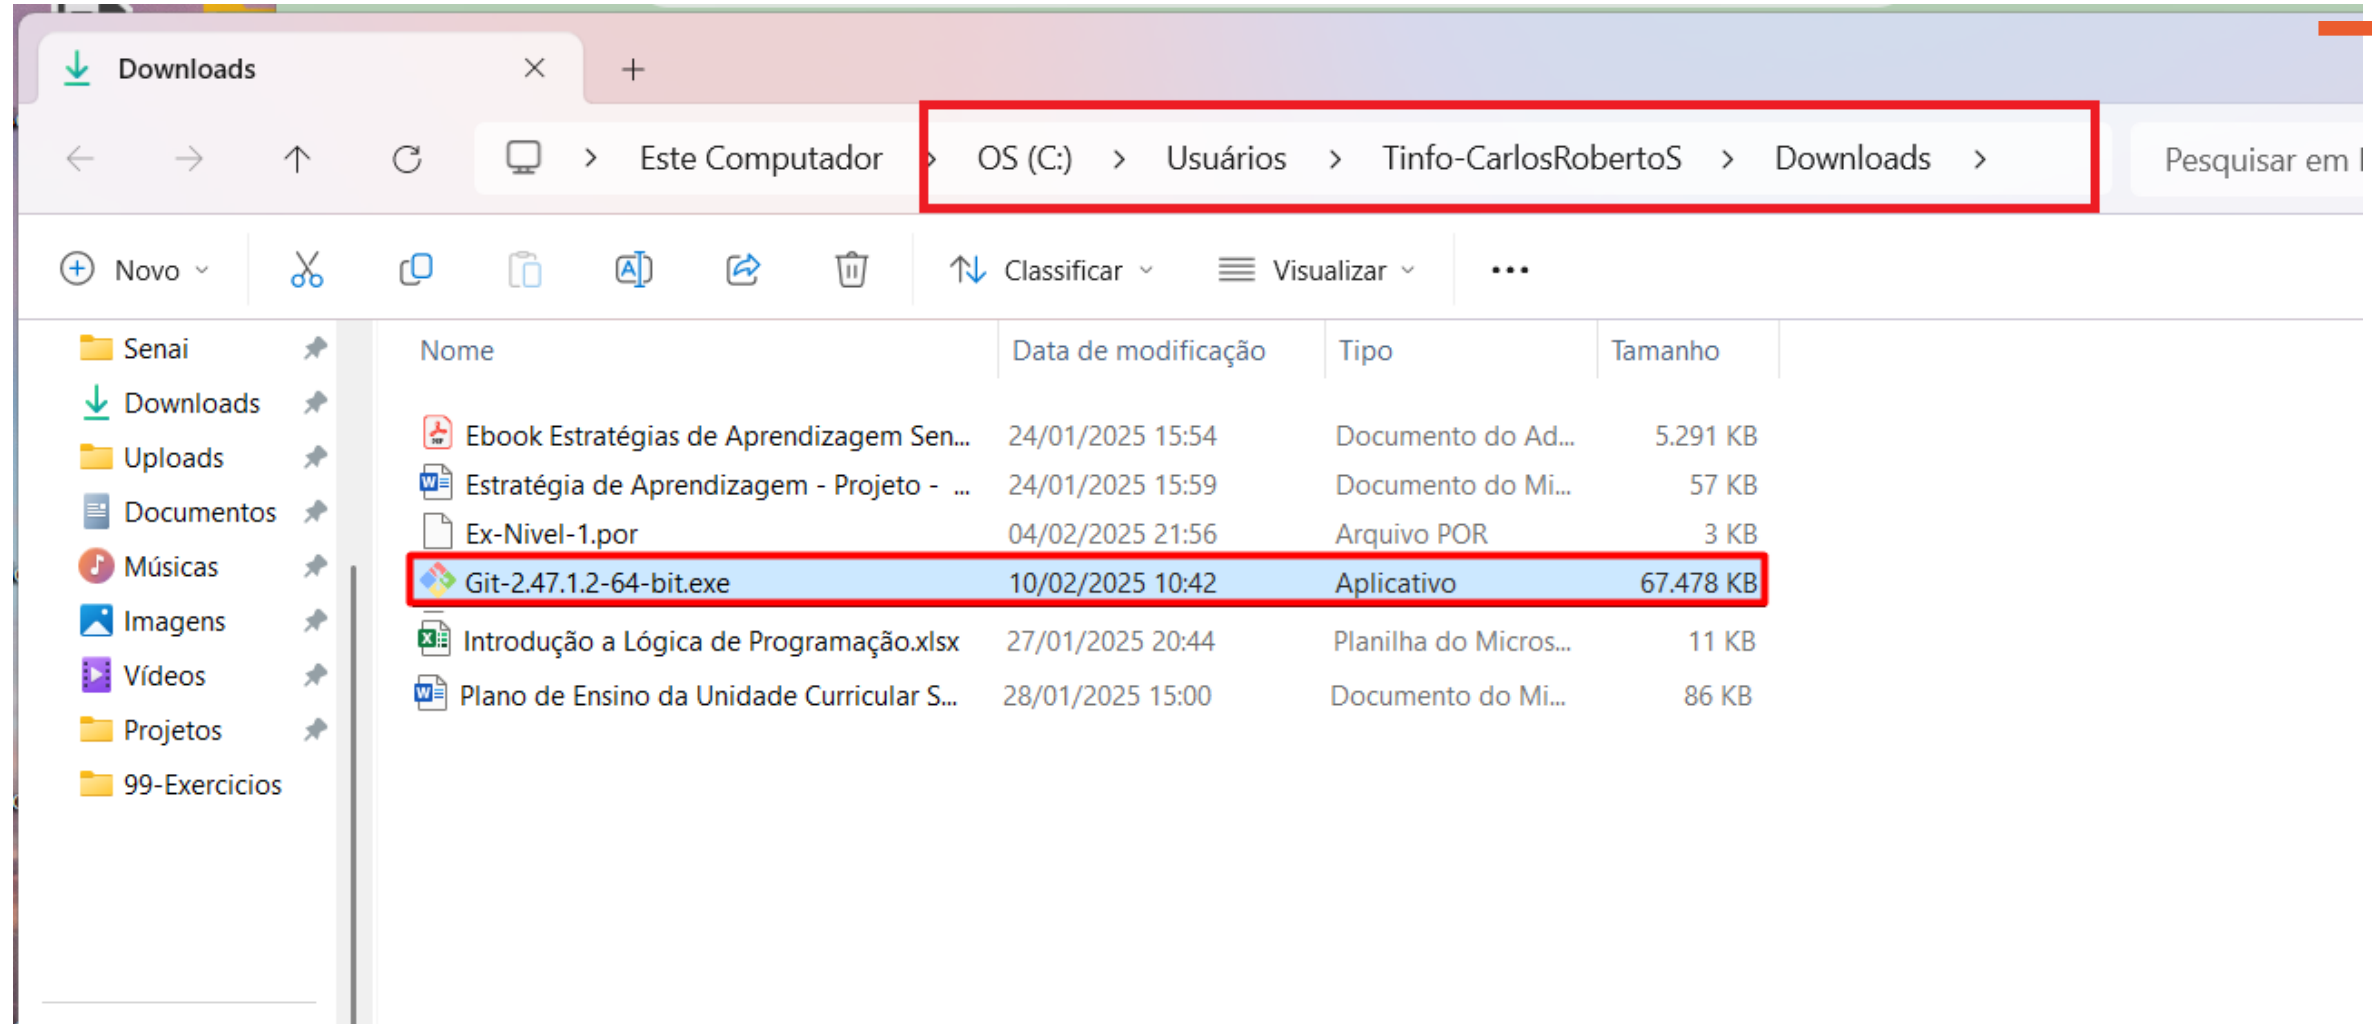 Downloads
Este Computador > OS (C:) > Usuários > Tinfo-CarlosRobertoS > Downloads >
Pesquisar em
Novo
Classificar
Visualizar
Senai
Downloads
Uploads
Documentos
Músicas
Imagens
Vídeos
Projetos
99-Exercicios
Nome Data de modificação Tipo Tamanho
Ebook Estratégias de Aprendizagem Sen... 24/01/2025 15:54 Documento do Ad... 5.291 KB
Estratégia de Aprendizagem - Projeto - ... 24/01/2025 15:59 Documento do Mi... 57 KB
Ex-Nivel-1.por 04/02/2025 21:56 Arquivo POR 3 KB
Git-2.47.1.2-64-bit.exe 10/02/2025 10:42 Aplicativo 67.478 KB
Introdução a Lógica de Programação.xlsx 27/01/2025 20:44 Planilha do Micros... 11 KB
Plano de Ensino da Unidade Curricular S... 28/01/2025 15:00 Documento do Mi... 86 KB